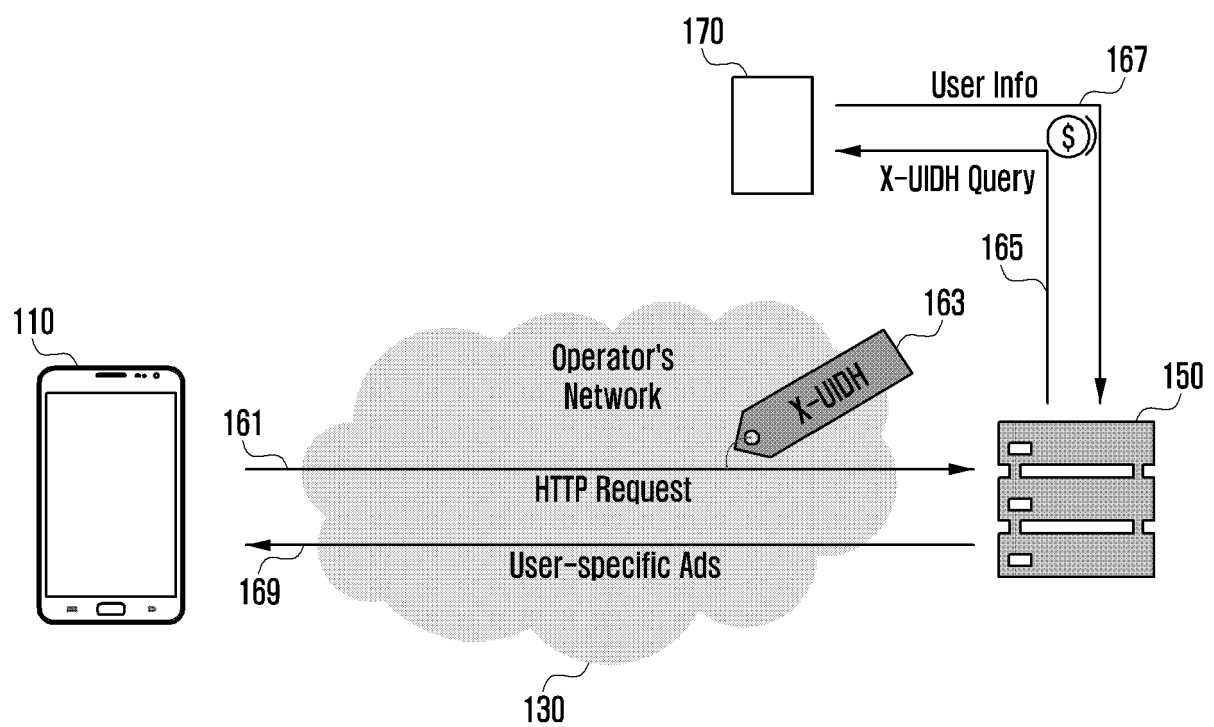 170
167
User Info
$
X-UIDH Query
165
163
110
Operator's
Network
X-UIDH
150
161
HTTP Request
User-specific Ads
169
130